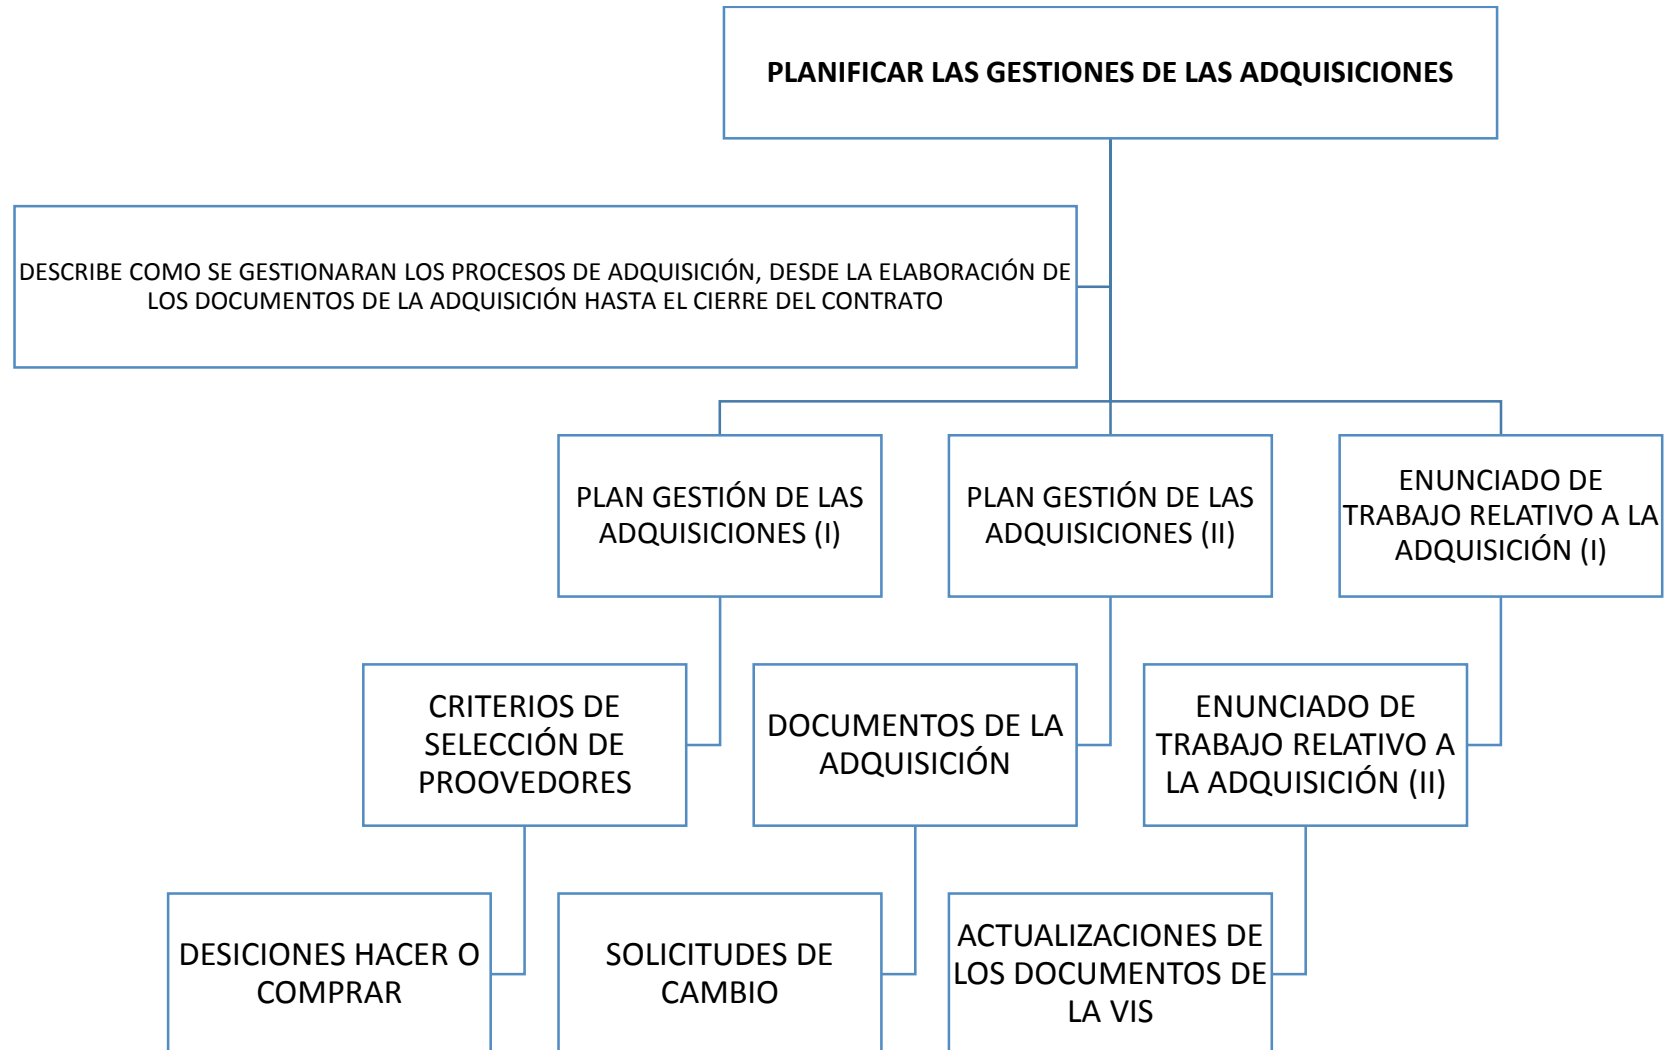 PLANIFICAR LAS GESTIONES DE LAS ADQUISICIONES
DESCRIBE COMO SE GESTIONARAN LOS PROCESOS DE ADQUISICIÓN, DESDE LA ELABORACIÓN DE
LOS DOCUMENTOS DE LA ADQUISICIÓN HASTA EL CIERRE DEL CONTRATO
PLAN GESTIÓN DE LAS
ADQUISICIONES (I)
PLAN GESTIÓN DE LAS
ADQUISICIONES (II)
ENUNCIADO DE
TRABAJO RELATIVO A LA
ADQUISICIÓN (I)
CRITERIOS DE
SELECCIÓN DE
PROOVEDORES
DOCUMENTOS DE LA
ADQUISICIÓN
ENUNCIADO DE
TRABAJO RELATIVO A
LA ADQUISICIÓN (II)
DESICIONES HACER O
COMPRAR
SOLICITUDES DE
CAMBIO
ACTUALIZACIONES DE
LOS DOCUMENTOS DE
LA VIS